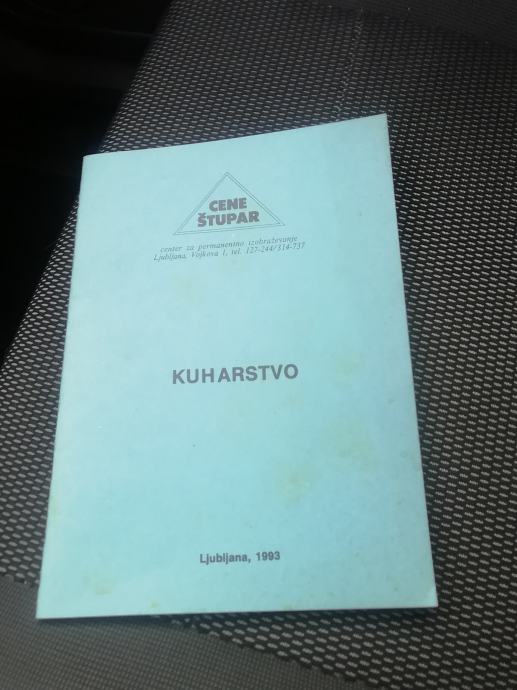 CENE
ŠTUPAR
center za permanentno izobraževanje
Ljubljana, Vojkova 1, tel. 127-244/314-737
KUHARSTVO
Ljubljana, 1993